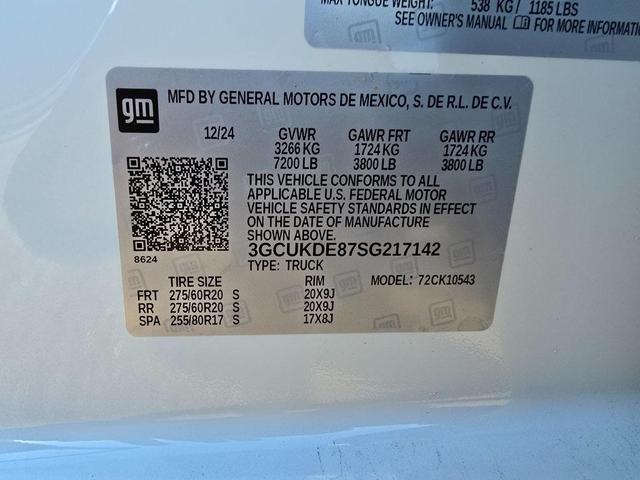 MAX TONGUE WEIGHT: 538 KG / 1185 LBS
SEE OWNER'S MANUAL FOR MORE INFORMATION
gm
MFD BY GENERAL MOTORS DE MEXICO, S. DE R.L. DE C.V.
12/24 GVWR GAWR FRT GAWR RR
3266 KG 1724 KG 1724 KG
7200 LB 3800 LB 3800 LB
THIS VEHICLE CONFORMS TO ALL
APPLICABLE U.S. FEDERAL MOTOR
VEHICLE SAFETY STANDARDS IN EFFECT
ON THE DATE OF MANUFACTURE
SHOWN ABOVE.
8624
3GCUKDE87SG217142
TYPE: TRUCK
TIRE SIZE RIM MODEL: 72CK10543
FRT 275/60R20 S 20X9J
RR 275/60R20 S 20X9J
SPA 255/80R17 S 17X8J